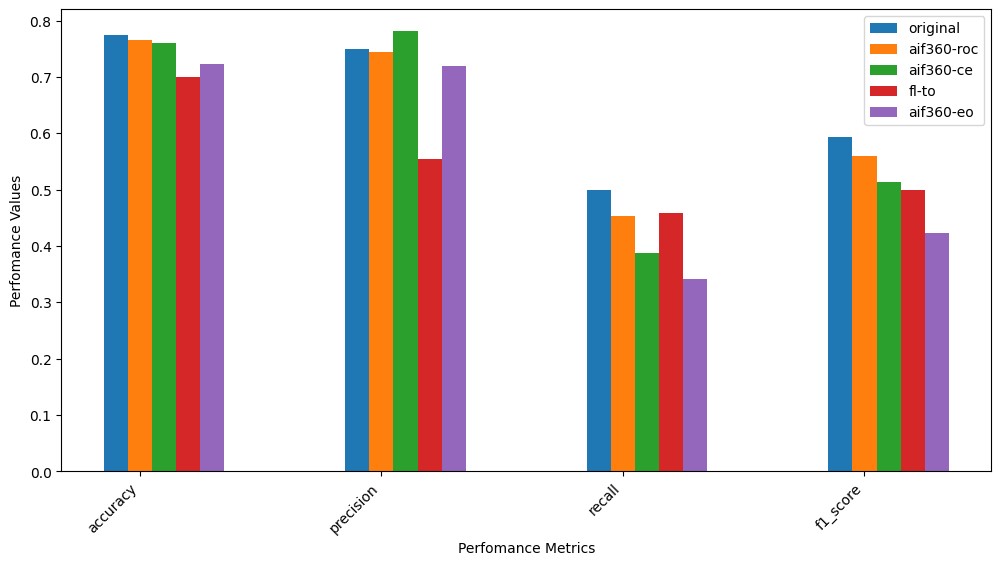 0.8
0.7
0.6
0.5
0.4
0.3
0.2
0.1
0.0
Perfomance Values
accuracy
precision
recall
f1_score
Perfomance Metrics
original
aif360-roc
aif360-ce
fl-to
aif360-eo